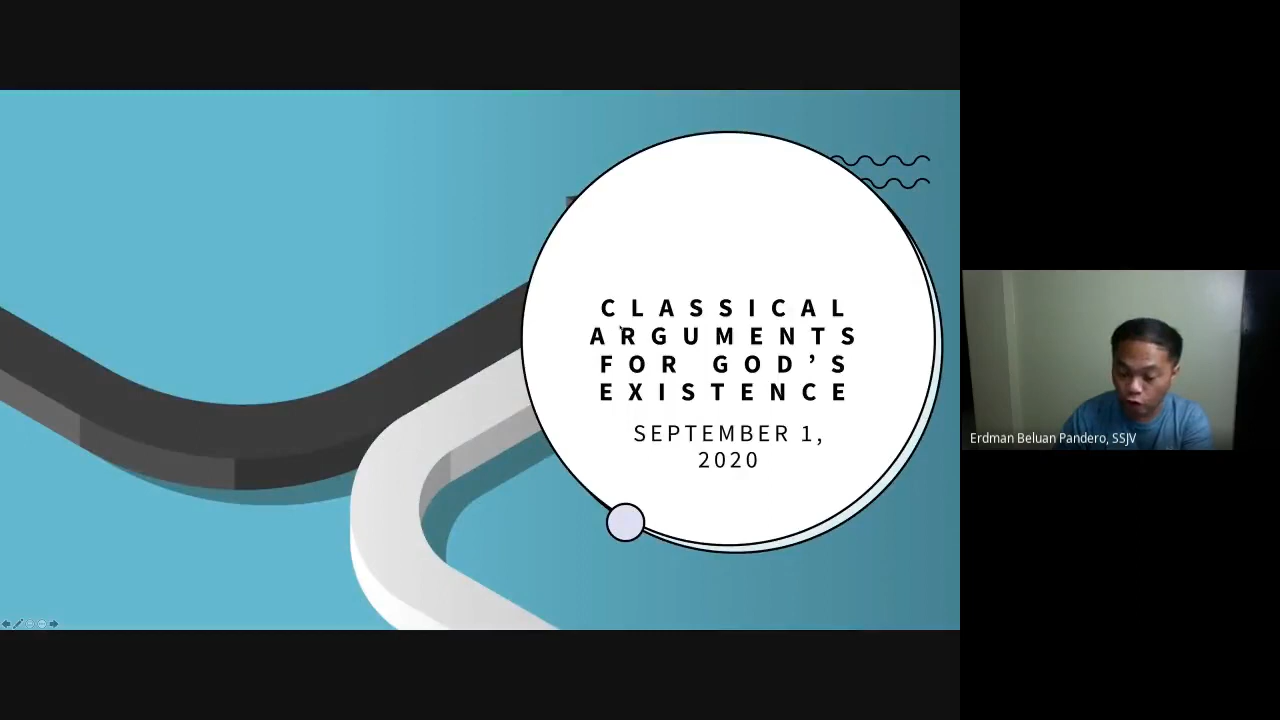 CLASSICAL
ARGUMENTS
FOR GOD’S
EXISTENCE
SEPTEMBER 1,
2020
Erdman Beluan Pandero, SSJV